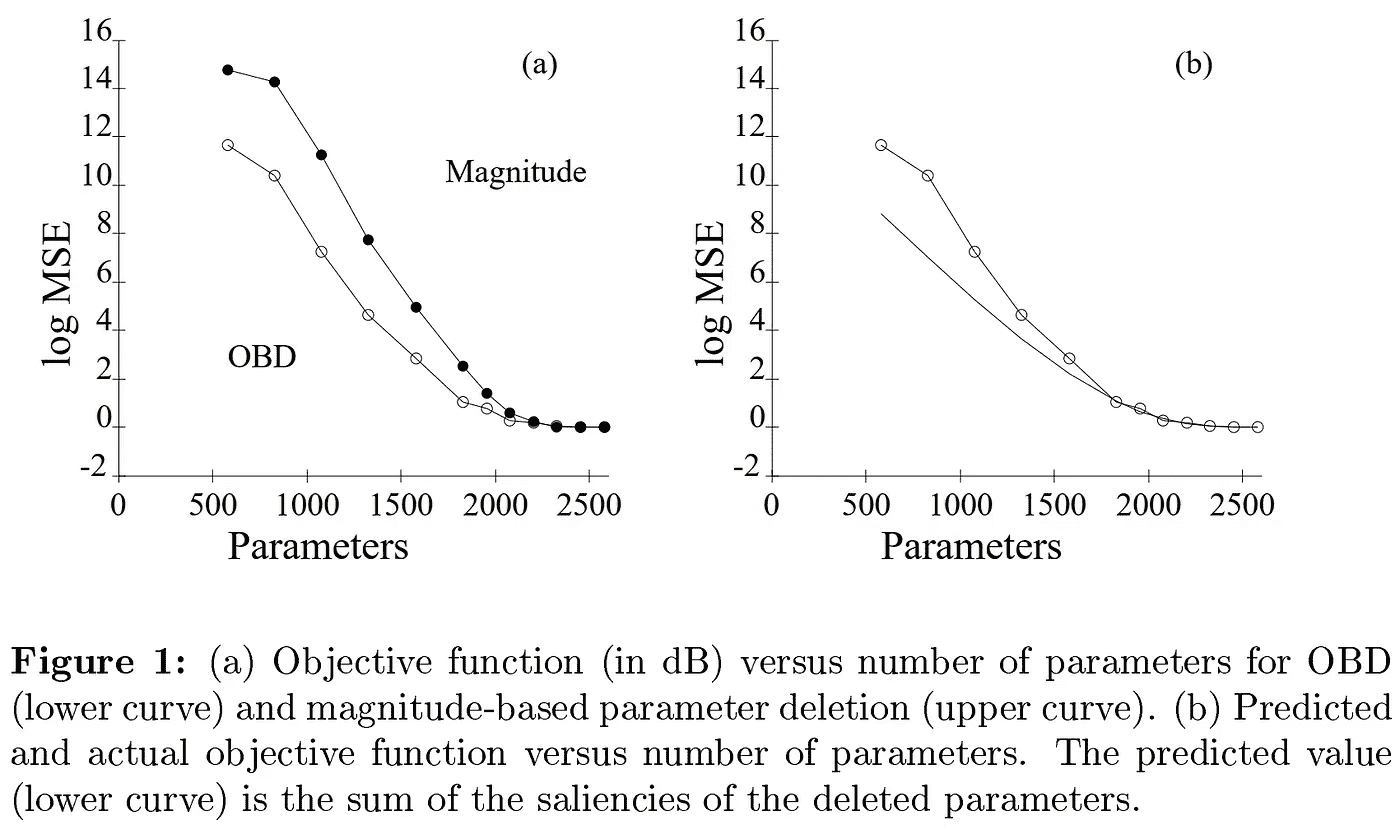 16
14
12
10
8
6
4
2
0
-2
log MSE
(a)
Magnitude
OBD
0 500 1000 1500 2000 2500
Parameters
16
14
12
10
8
6
4
2
0
-2
log MSE
(b)
0 500 1000 1500 2000 2500
Parameters
Figure 1: (a) Objective function (in dB) versus number of parameters for OBD
(lower curve) and magnitude-based parameter deletion (upper curve). (b) Predicted
and actual objective function versus number of parameters. The predicted value
(lower curve) is the sum of the saliencies of the deleted parameters.